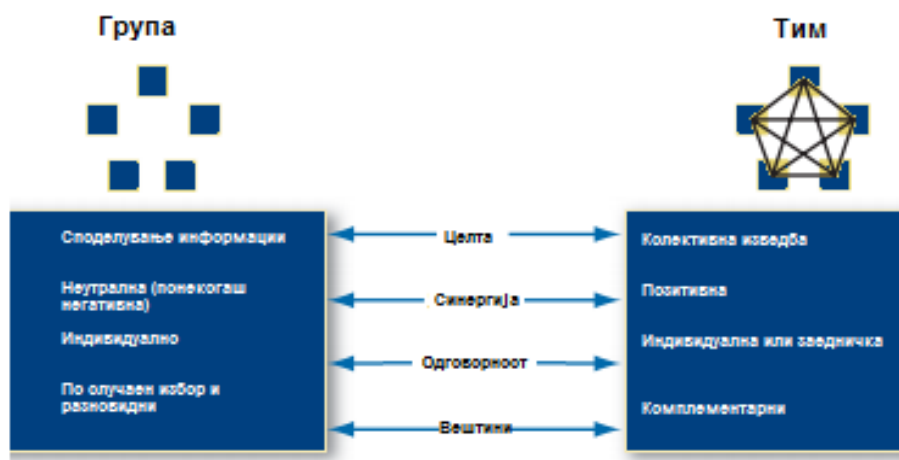 Група
Тим
Споделување информации
Целта
Колективна изведба
Неутрална (понекогаш
негативна)
Синергија
Позитивна
Индивидуално
Одговорност
Индивидуална или заедничка
По случаен избор и
разновидни
Вештини
Комплементарни